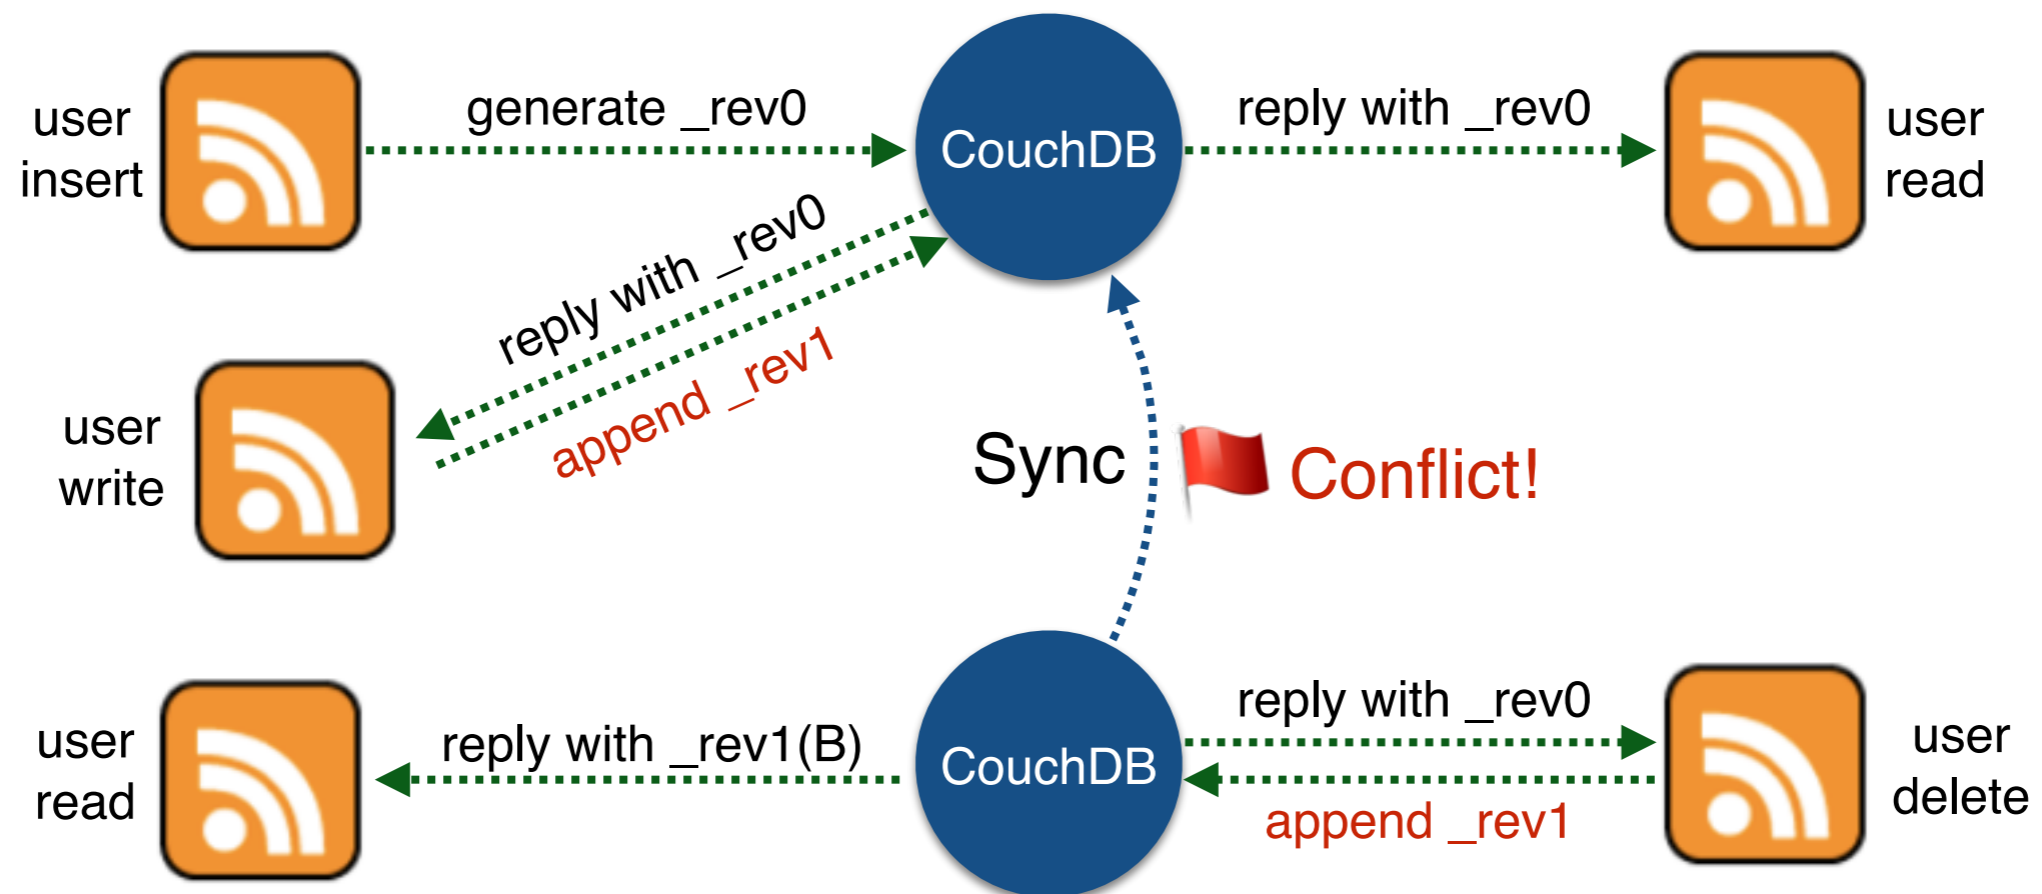 user
insert
generate _rev0
CouchDB
reply with _rev0
user
read
reply with _rev0
append _rev1
user
write
Sync
Conflict!
user
read
reply with _rev1(B)
CouchDB
reply with _rev0
append _rev1
user
delete